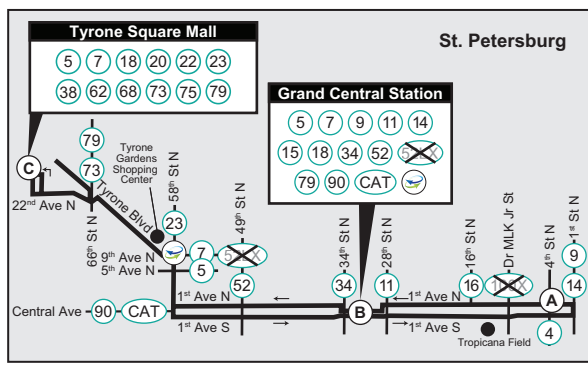 St. Petersburg
Tyrone Square Mall
5 7 18 20 22 23
38 62 68 73 75 79
Grand Central Station
5 7 9 11 14
15 18 34 52
79 90 CAT
79
73
C
22nd Ave N
66th St N
Tyrone Blvd
Tyrone
Gardens
Shopping
Center
58th St N
23
49th St N
9th Ave N
7
5th Ave N
5
52
34th St N
34
28th St N
11
16th St N
16
Dr MLK Jr St
4th St N
1st St N
9
14
A
4
B
1st Ave N
1st Ave N
Central Ave
90
CAT
1st Ave S
1st Ave S
Tropicana Field